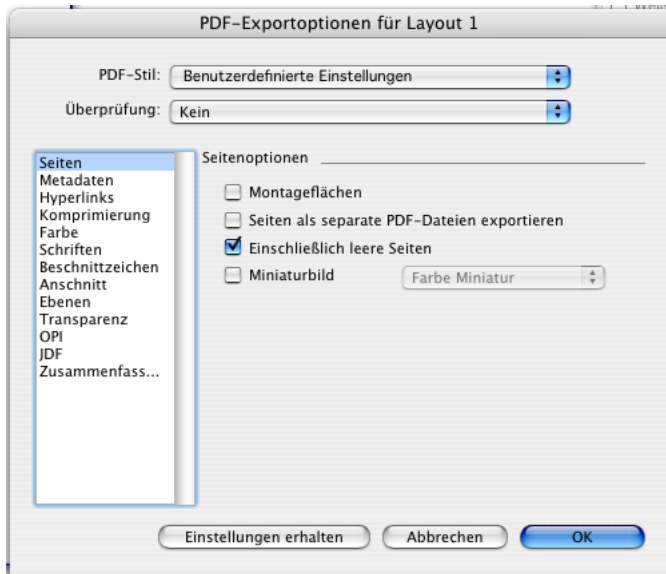 PDF-Exportoptionen für Layout 1
PDF-Stil: Benutzerdefinierte Einstellungen
Überprüfung: Kein
Seiten
Metadaten
Hyperlinks
Komprimierung
Farbe
Schriften
Beschnittzeichen
Anschnitt
Ebenen
Transparenz
OPI
JDF
Zusammenfass...
Seitenoptionen
Montageflächen
Seiten als separate PDF-Dateien exportieren
Einschließlich leere Seiten
Miniaturbild Farbe Miniatur
Einstellungen erhalten Abbrechen OK